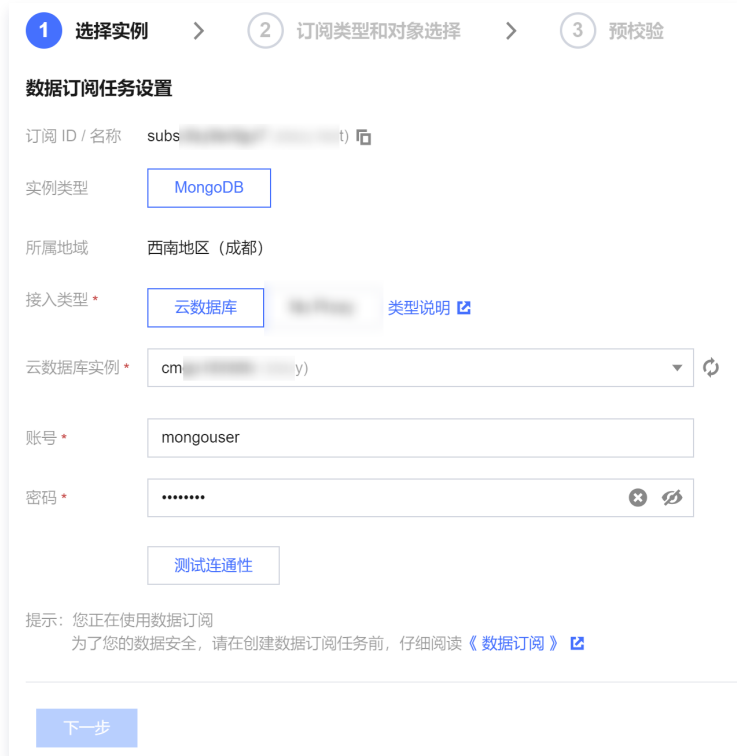 1 选择实例 2 订阅类型和对象选择 3 预校验
数据订阅任务设置
订阅 ID / 名称 subs t)
实例类型 MongoDB
所属地域 西南地区（成都）
接入类型 * 云数据库 类型说明
云数据库实例 * cm y)
账号 * mongouser
密码 * ••••••••
测试连通性
提示：您正在使用数据订阅
为了您的数据安全，请在创建数据订阅任务前，仔细阅读《 数据订阅 》
下一步